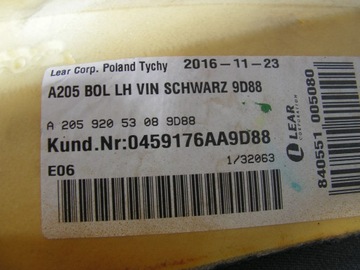 Lear Corp. Poland Tychy 2016-11-23
A205 BOL LH VIN SCHWARZ 9D88
A 205 920 53 08 9D88
Kund.Nr:0459176AA9D88
E06 1/32063
LEAR
CORPORATION
840551 005080